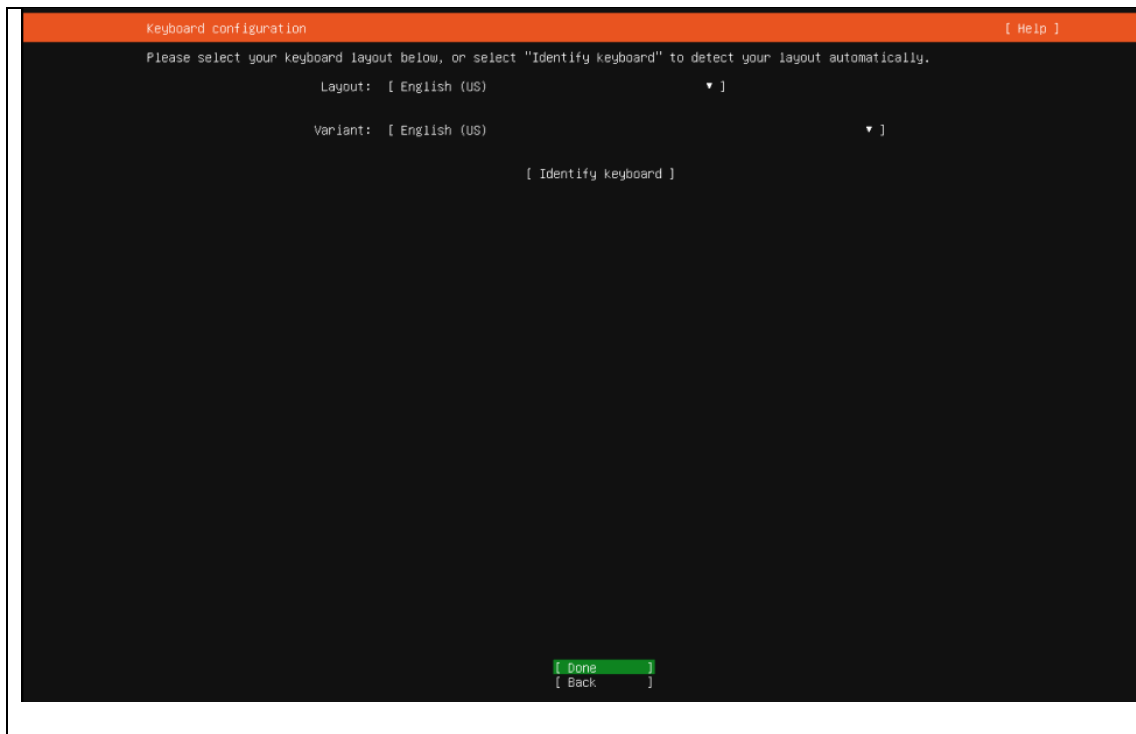 Keyboard configuration [ Help ]
Please select your keyboard layout below, or select "Identify keyboard" to detect your layout automatically.
Layout: [ English (US) ▾ ]
Variant: [ English (US) ▾ ]
[ Identify keyboard ]
[ Done ]
[ Back ]